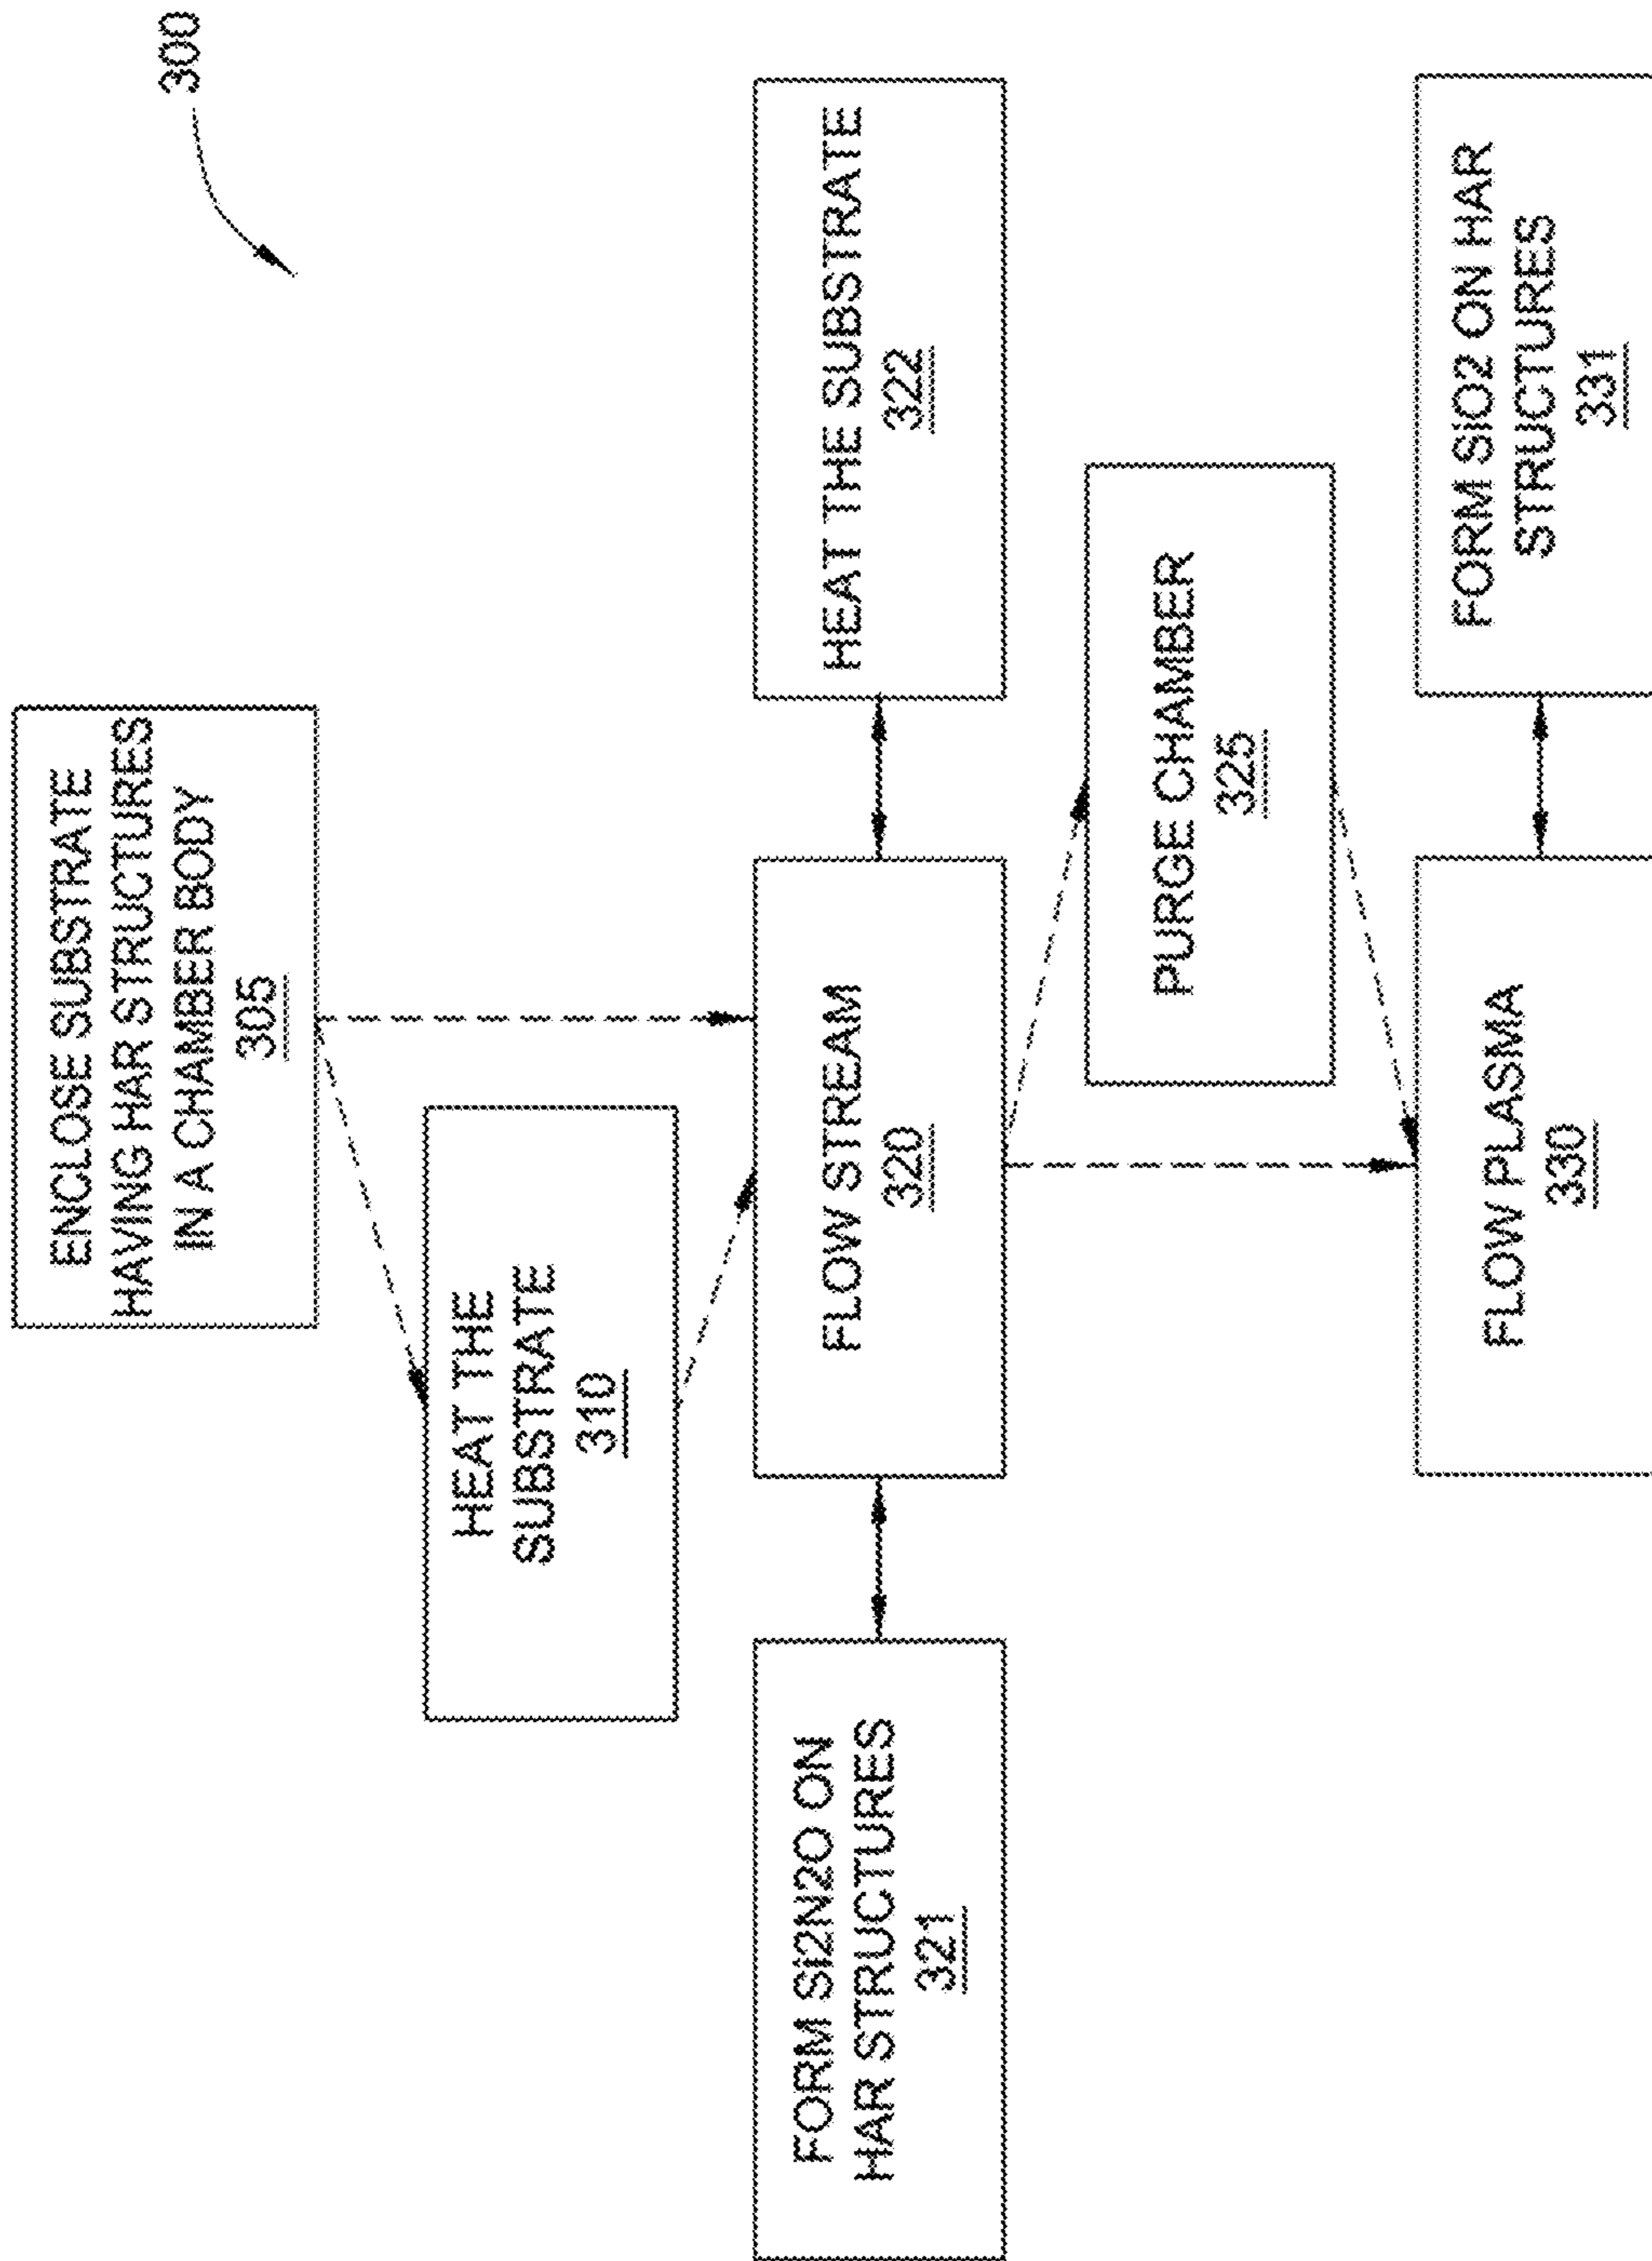 300
ENCLOSE SUBSTRATE
HAVING HAR STRUCTURES
IN A CHAMBER BODY
305
HEAT THE
SUBSTRATE
310
FORM Si2N2O ON
HAR STRUCTURES
321
FLOW STREAM
320
HEAT THE SUBSTRATE
322
PURGE CHAMBER
325
FLOW PLASMA
330
FORM SiO2 ON HAR
STRUCTURES
331